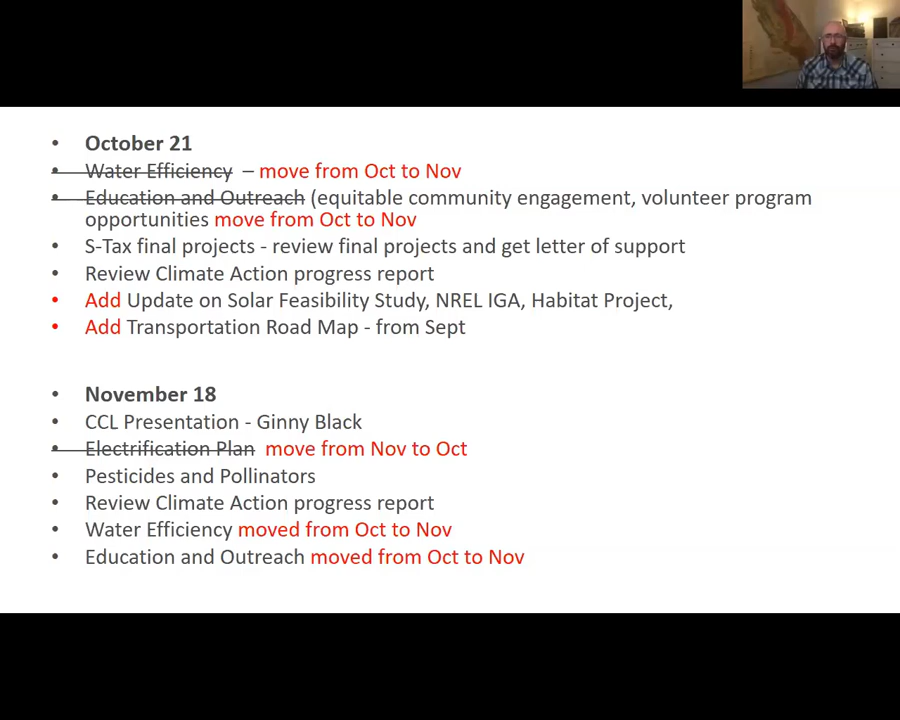 • October 21
• Water Efficiency – move from Oct to Nov
• Education and Outreach (equitable community engagement, volunteer program
opportunities move from Oct to Nov
• S-Tax final projects - review final projects and get letter of support
• Review Climate Action progress report
• Add Update on Solar Feasibility Study, NREL IGA, Habitat Project,
• Add Transportation Road Map - from Sept
• November 18
• CCL Presentation - Ginny Black
• Electrification Plan move from Nov to Oct
• Pesticides and Pollinators
• Review Climate Action progress report
• Water Efficiency moved from Oct to Nov
• Education and Outreach moved from Oct to Nov